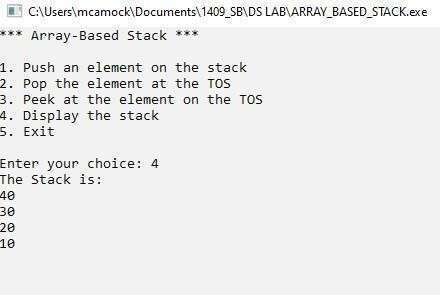 C:\Users\mcamock\Documents\1409_SB\DS LAB\ARRAY_BASED_STACK.exe
*** Array-Based Stack ***
1. Push an element on the stack
2. Pop the element at the TOS
3. Peek at the element on the TOS
4. Display the stack
5. Exit
Enter your choice: 4
The Stack is:
40
30
20
10